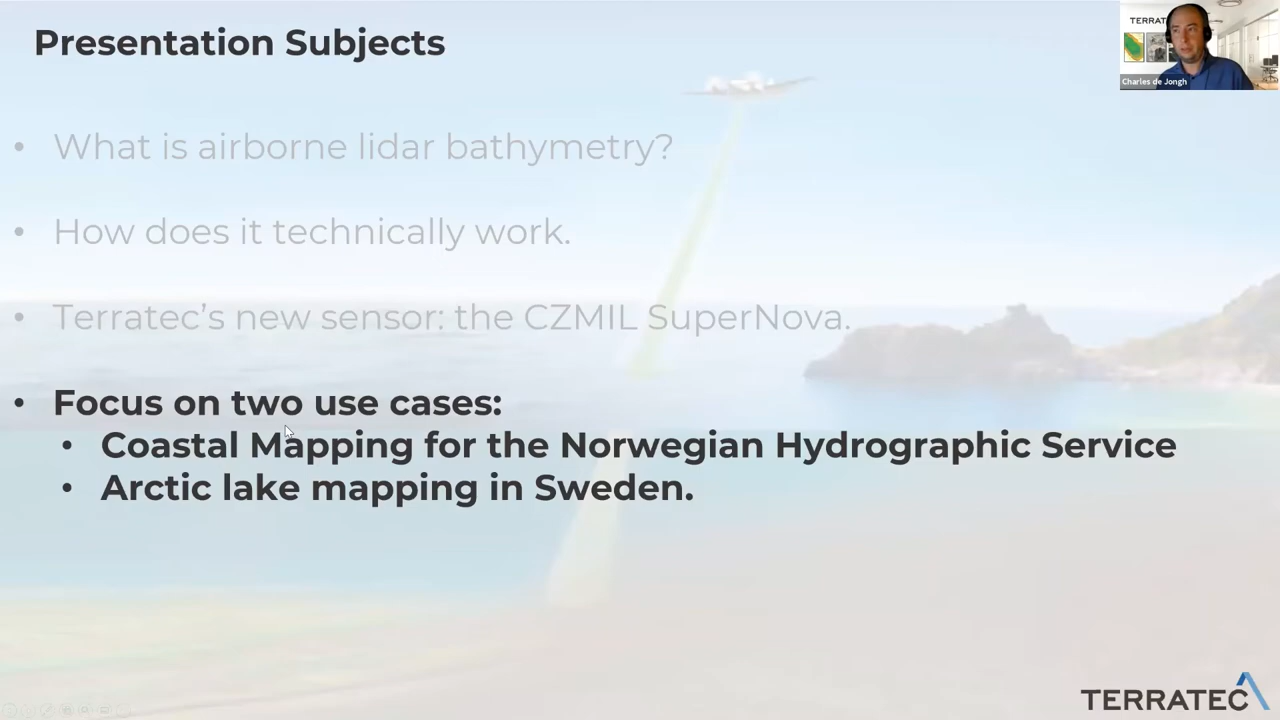 Presentation Subjects
TERRATE
Charles de Jongh
• What is airborne lidar bathymetry?
• How does it technically work.
• Terratec’s new sensor: the CZMIL SuperNova.
• Focus on two use cases:
• Coastal Mapping for the Norwegian Hydrographic Service
• Arctic lake mapping in Sweden.
TERRATEC